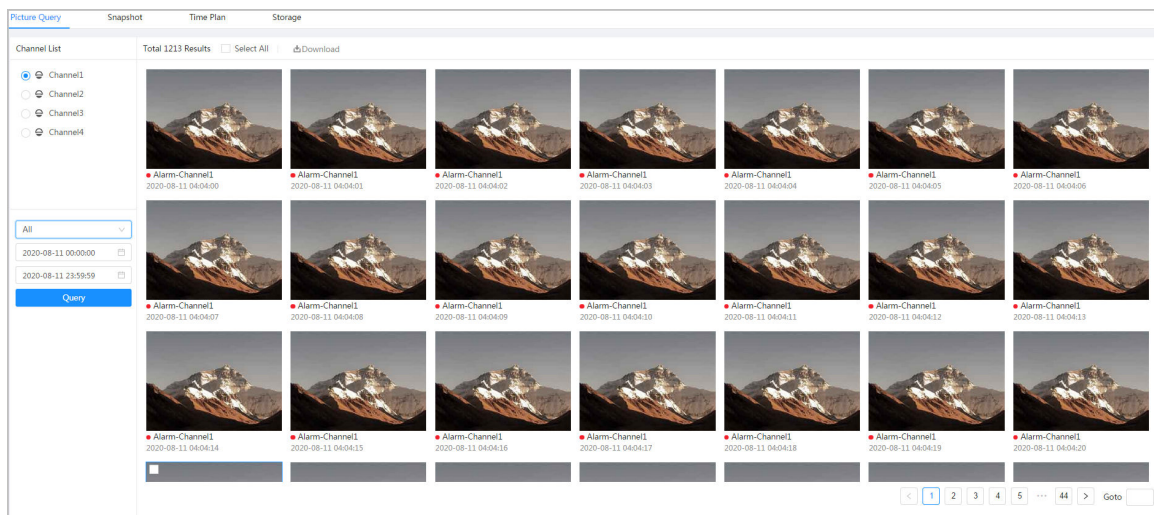 Picture Query Snapshot Time Plan Storage
Channel List
Total 1213 Results Select All Download
Channel1
Channel2
Channel3
Channel4
All
2020-08-11 00:00:00
2020-08-11 23:59:59
Query
Alarm-Channel1 Alarm-Channel1 Alarm-Channel1 Alarm-Channel1 Alarm-Channel1 Alarm-Channel1 Alarm-Channel1
2020-08-11 04:04:00 2020-08-11 04:04:01 2020-08-11 04:04:02 2020-08-11 04:04:03 2020-08-11 04:04:04 2020-08-11 04:04:05 2020-08-11 04:04:06
Alarm-Channel1 Alarm-Channel1 Alarm-Channel1 Alarm-Channel1 Alarm-Channel1 Alarm-Channel1 Alarm-Channel1
2020-08-11 04:04:07 2020-08-11 04:04:08 2020-08-11 04:04:09 2020-08-11 04:04:10 2020-08-11 04:04:11 2020-08-11 04:04:12 2020-08-11 04:04:13
Alarm-Channel1 Alarm-Channel1 Alarm-Channel1 Alarm-Channel1 Alarm-Channel1 Alarm-Channel1 Alarm-Channel1
2020-08-11 04:04:14 2020-08-11 04:04:15 2020-08-11 04:04:16 2020-08-11 04:04:17 2020-08-11 04:04:18 2020-08-11 04:04:19 2020-08-11 04:04:20
< 1 2 3 4 5 ··· 44 > Goto